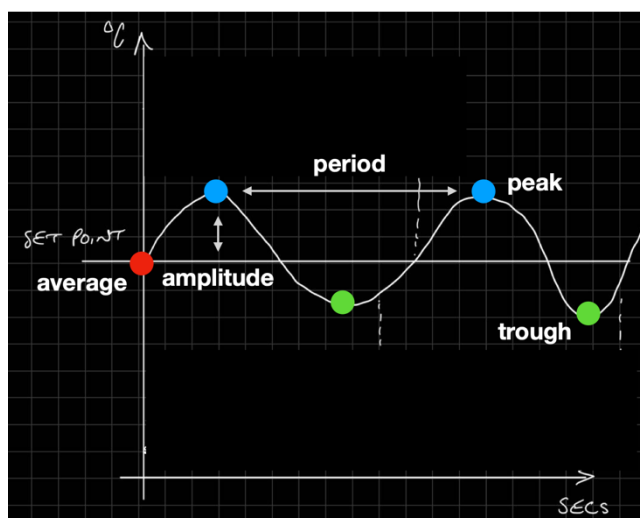 °C
period
peak
SET POINT
average
amplitude
trough
SECS